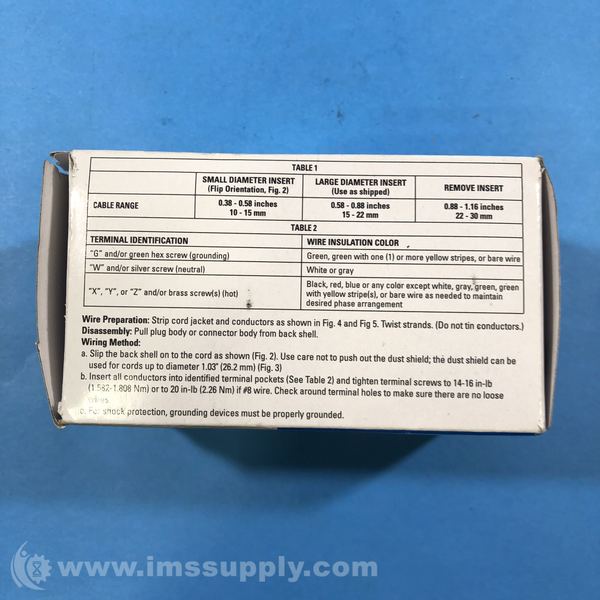 TABLE 1
SMALL DIAMETER INSERT LARGE DIAMETER INSERT REMOVE INSERT
(Flip Orientation, Fig. 2) (Use as shipped)
CABLE RANGE 0.38 - 0.58 inches 0.58 - 0.88 inches 0.88 - 1.16 inches
10 - 15 mm 15 - 22 mm 22 - 30 mm
TABLE 2
TERMINAL IDENTIFICATION WIRE INSULATION COLOR
"G" and/or green hex screw (grounding) Green, green with one (1) or more yellow stripes, or bare wire
"W" and/or silver screw (neutral) White or gray
"X", "Y", or "Z" and/or brass screw(s) (hot) Black, red, blue or any color except white, gray, green, green
with yellow stripe(s), or bare wire as needed to maintain
desired phase arrangement
Wire Preparation: Strip cord jacket and conductors as shown in Fig. 4 and Fig 5. Twist strands. (Do not tin conductors.)
Disassembly: Pull plug body or connector body from back shell.
Wiring Method:
a. Slip the back shell on to the cord as shown (Fig. 2). Use care not to push out the dust shield; the dust shield can
be used for cords up to diameter 1.03" (26.2 mm) (Fig. 3)
b. Insert all conductors into identified terminal pockets (See Table 2) and tighten terminal screws to 14-16 in-lb
(1.582-1.808 Nm) or to 20 in-lb (2.26 Nm) if #8 wire. Check around terminal holes to make sure there are no loose
wires.
c. For shock protection, grounding devices must be properly grounded.
www.imssupply.com